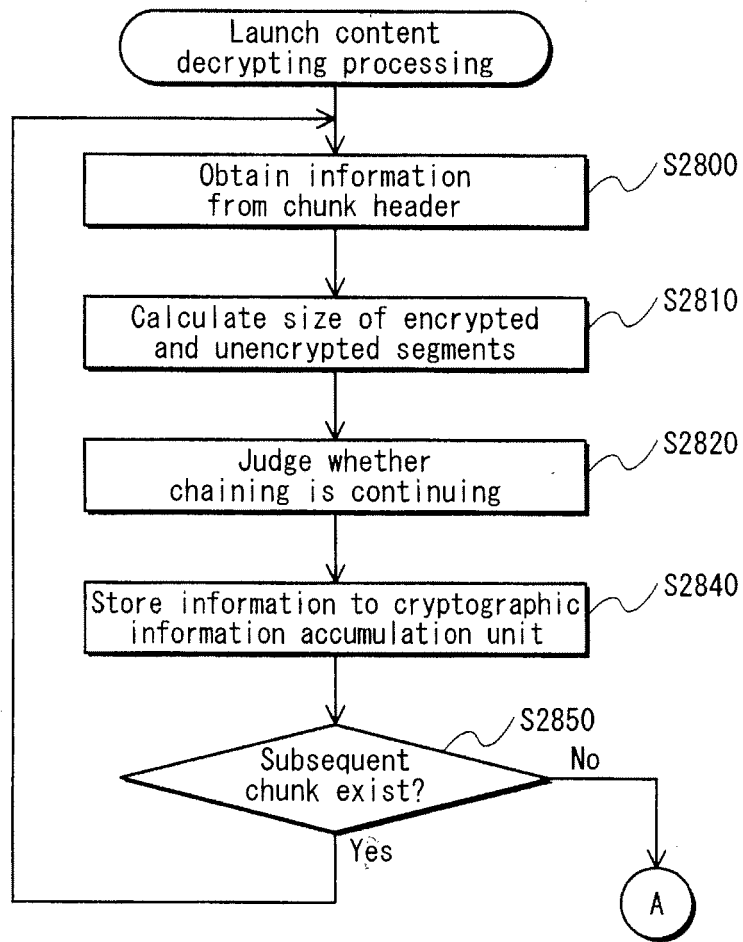 Launch content
decrypting processing
Obtain information
from chunk header
S2800
Calculate size of encrypted
and unencrypted segments
S2810
Judge whether
chaining is continuing
S2820
Store information to cryptographic
information accumulation unit
S2840
Subsequent
chunk exist?
S2850
No
Yes
A